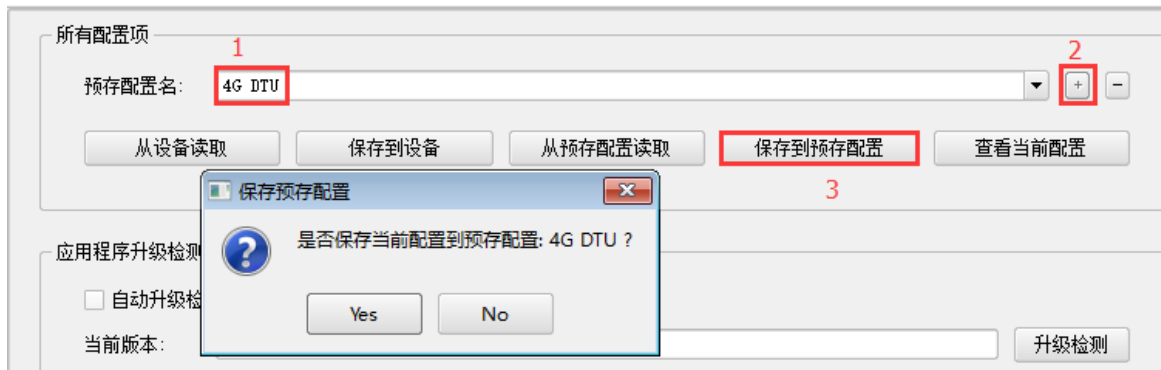 所有配置项
1
2
预存配置名:
4G DTU
+
-
从设备读取
保存到设备
从预存配置读取
保存到预存配置
查看当前配置
3
保存预存配置
是否保存当前配置到预存配置: 4G DTU ?
Yes
No
应用程序升级检测
自动升级检
当前版本:
升级检测